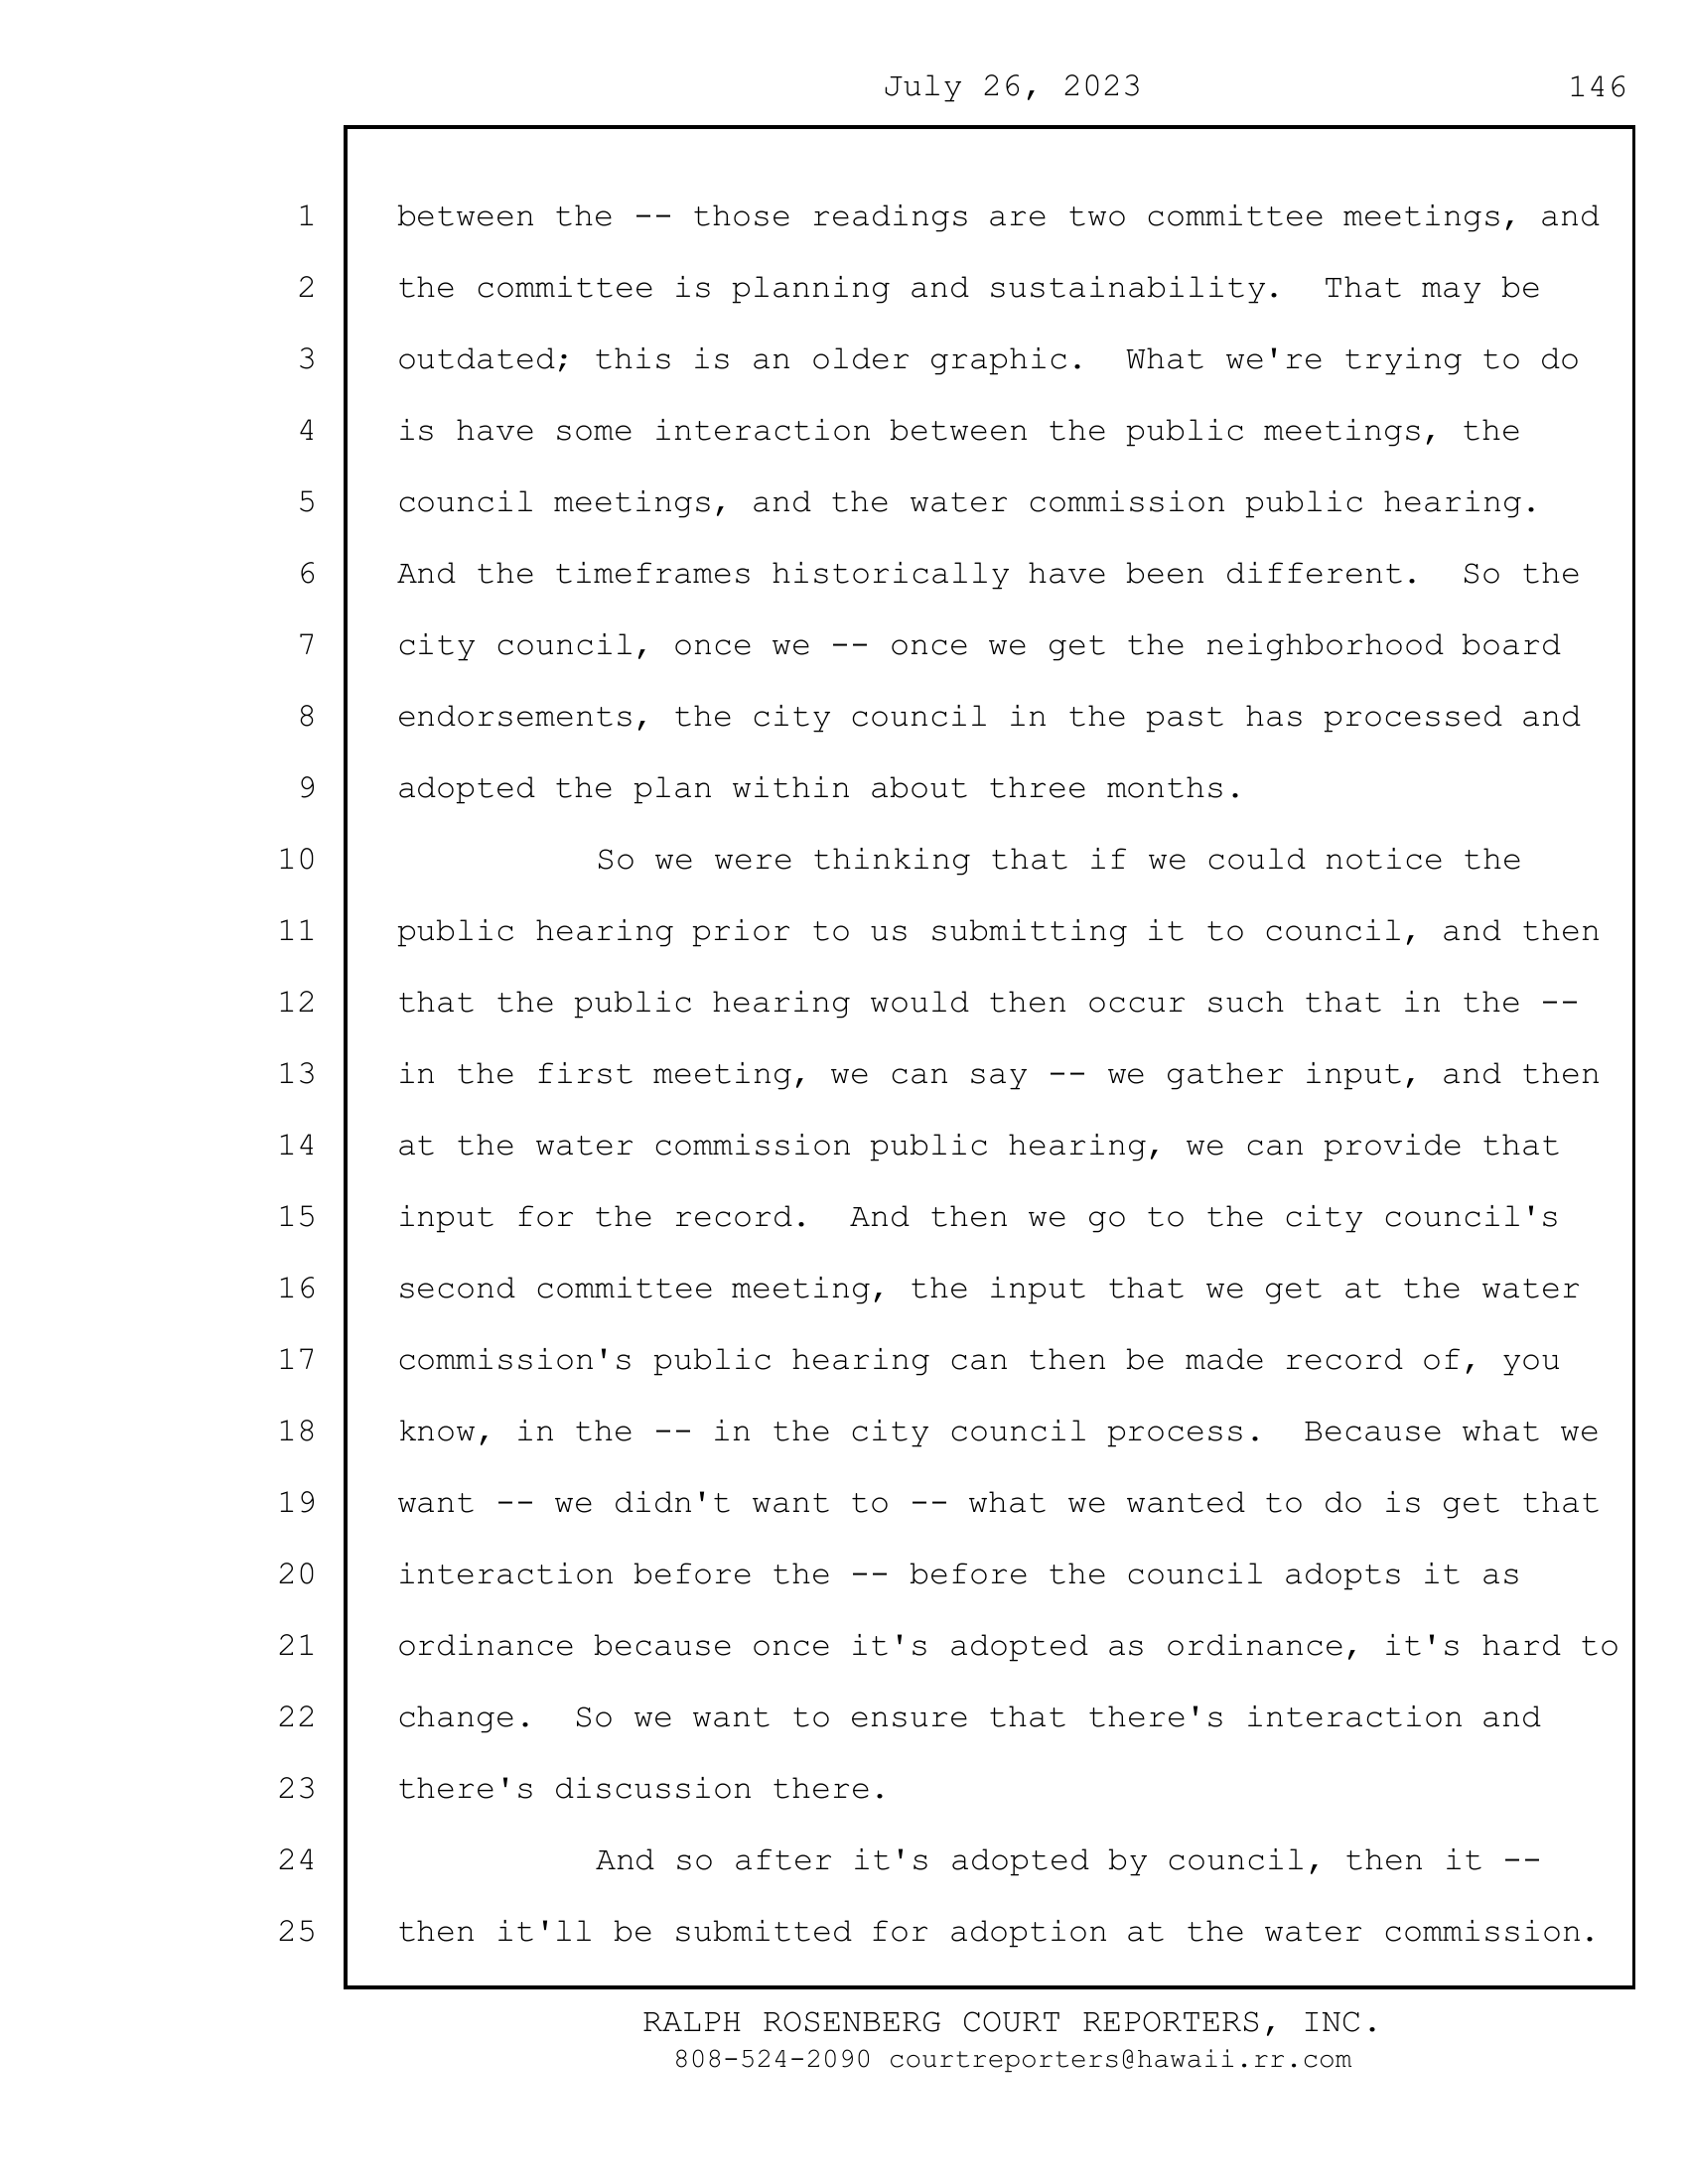 July 26, 2023 146
1 between the -- those readings are two committee meetings, and
2 the committee is planning and sustainability.  That may be
3 outdated; this is an older graphic.  What we're trying to do
4 is have some interaction between the public meetings, the
5 council meetings, and the water commission public hearing.
6 And the timeframes historically have been different.  So the
7 city council, once we -- once we get the neighborhood board
8 endorsements, the city council in the past has processed and
9 adopted the plan within about three months.
10 So we were thinking that if we could notice the
11 public hearing prior to us submitting it to council, and then
12 that the public hearing would then occur such that in the --
13 in the first meeting, we can say -- we gather input, and then
14 at the water commission public hearing, we can provide that
15 input for the record.  And then we go to the city council's
16 second committee meeting, the input that we get at the water
17 commission's public hearing can then be made record of, you
18 know, in the -- in the city council process.  Because what we
19 want -- we didn't want to -- what we wanted to do is get that
20 interaction before the -- before the council adopts it as
21 ordinance because once it's adopted as ordinance, it's hard to
22 change.  So we want to ensure that there's interaction and
23 there's discussion there.
24 And so after it's adopted by council, then it --
25 then it'll be submitted for adoption at the water commission.
RALPH ROSENBERG COURT REPORTERS, INC.
808-524-2090 courtreporters@hawaii.rr.com